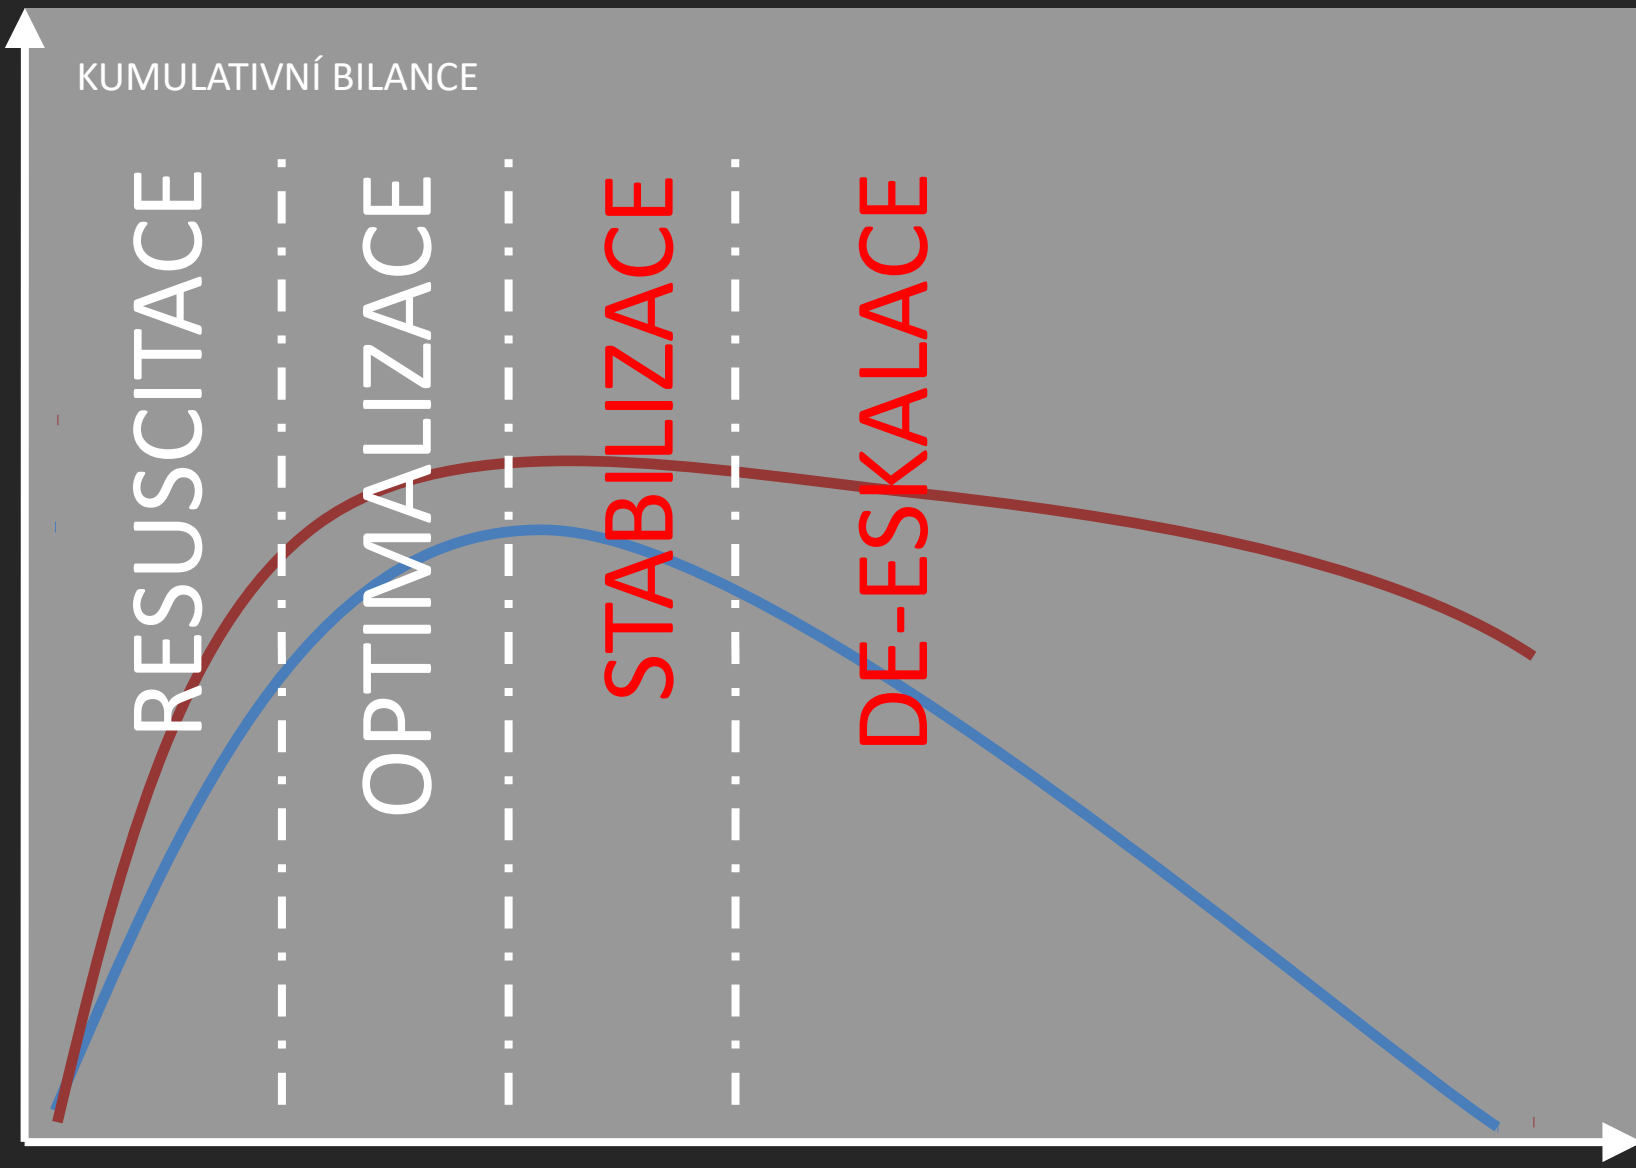 KUMULATIVNÍ BILANCE
RESUSCITACE
OPTIMALIZACE
STABILIZACE
DE-ESKALACE